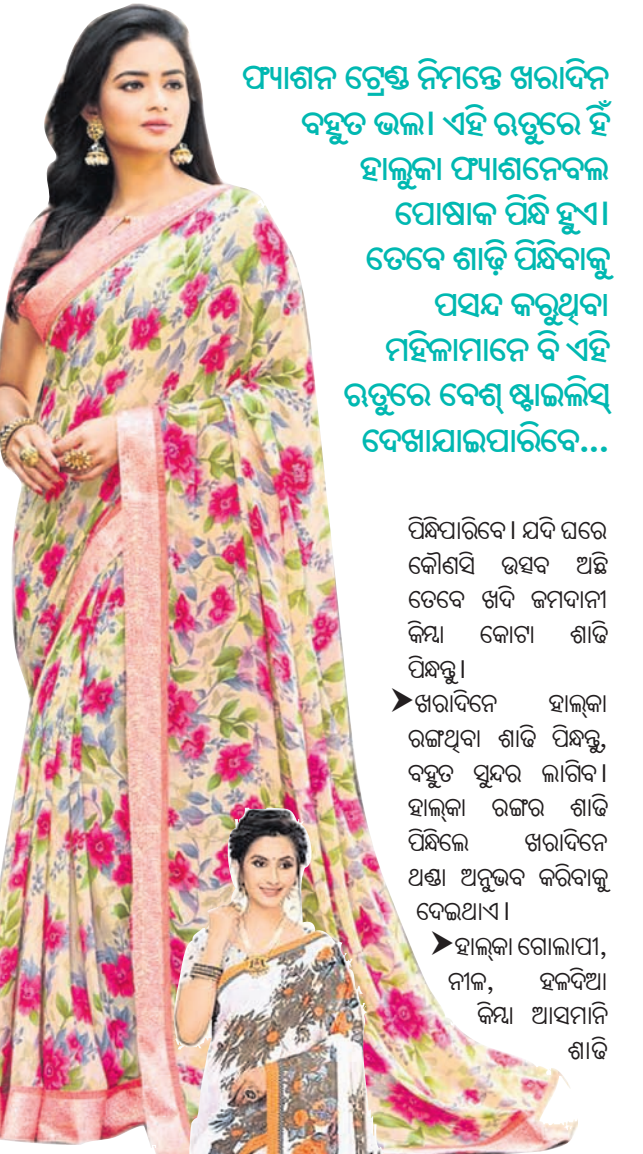 ଫ୍ୟାଶନ ଟ୍ରେଣ୍ଡ ନିମନ୍ତେ ଖରାଦିନ
ବହୁତ ଭଲ। ଏହି ଋତୁରେ ହିଁ
ହାଲୁକା ଫ୍ୟାଶନେବଲ
ପୋଷାକ ପିନ୍ଧି ହୁଏ।
ତେବେ ଶାଢ଼ି ପିନ୍ଧିବାକୁ
ପସନ୍ଦ କରୁଥିବା
ମହିଳାମାନେ ବି ଏହି
ଋତୁରେ ବେଶ୍ ଷ୍ଟାଇଲିସ୍
ଦେଖାଯାଇପାରିବେ...
ପିନ୍ଧିପାରିବେ। ଯଦି ଘରେ
କୌଣସି ଉତ୍ସବ ଅଛି
ତେବେ ଖଦି ଜମଦାନୀ
କିମ୍ବା କୋଟା ଶାଢି
ପିନ୍ଧନ୍ତୁ।
➤ଖରାଦିନେ ହାଲ୍‌କା
ରଙ୍ଗଥିବା ଶାଢି ପିନ୍ଧନ୍ତୁ,
ବହୁତ ସୁନ୍ଦର ଲାଗିବ।
ହାଲ୍‌କା ରଙ୍ଗର ଶାଢି
ପିନ୍ଧିଲେ ଖରାଦିନେ
ଥଣ୍ଡା ଅନୁଭବ କରିବାକୁ
ଦେଇଥାଏ।
➤ହାଲ୍‌କା ଗୋଲାପୀ,
ନୀଳ, ହଳଦିଆ
କିମ୍ବା ଆସମାନି
ଶାଢି